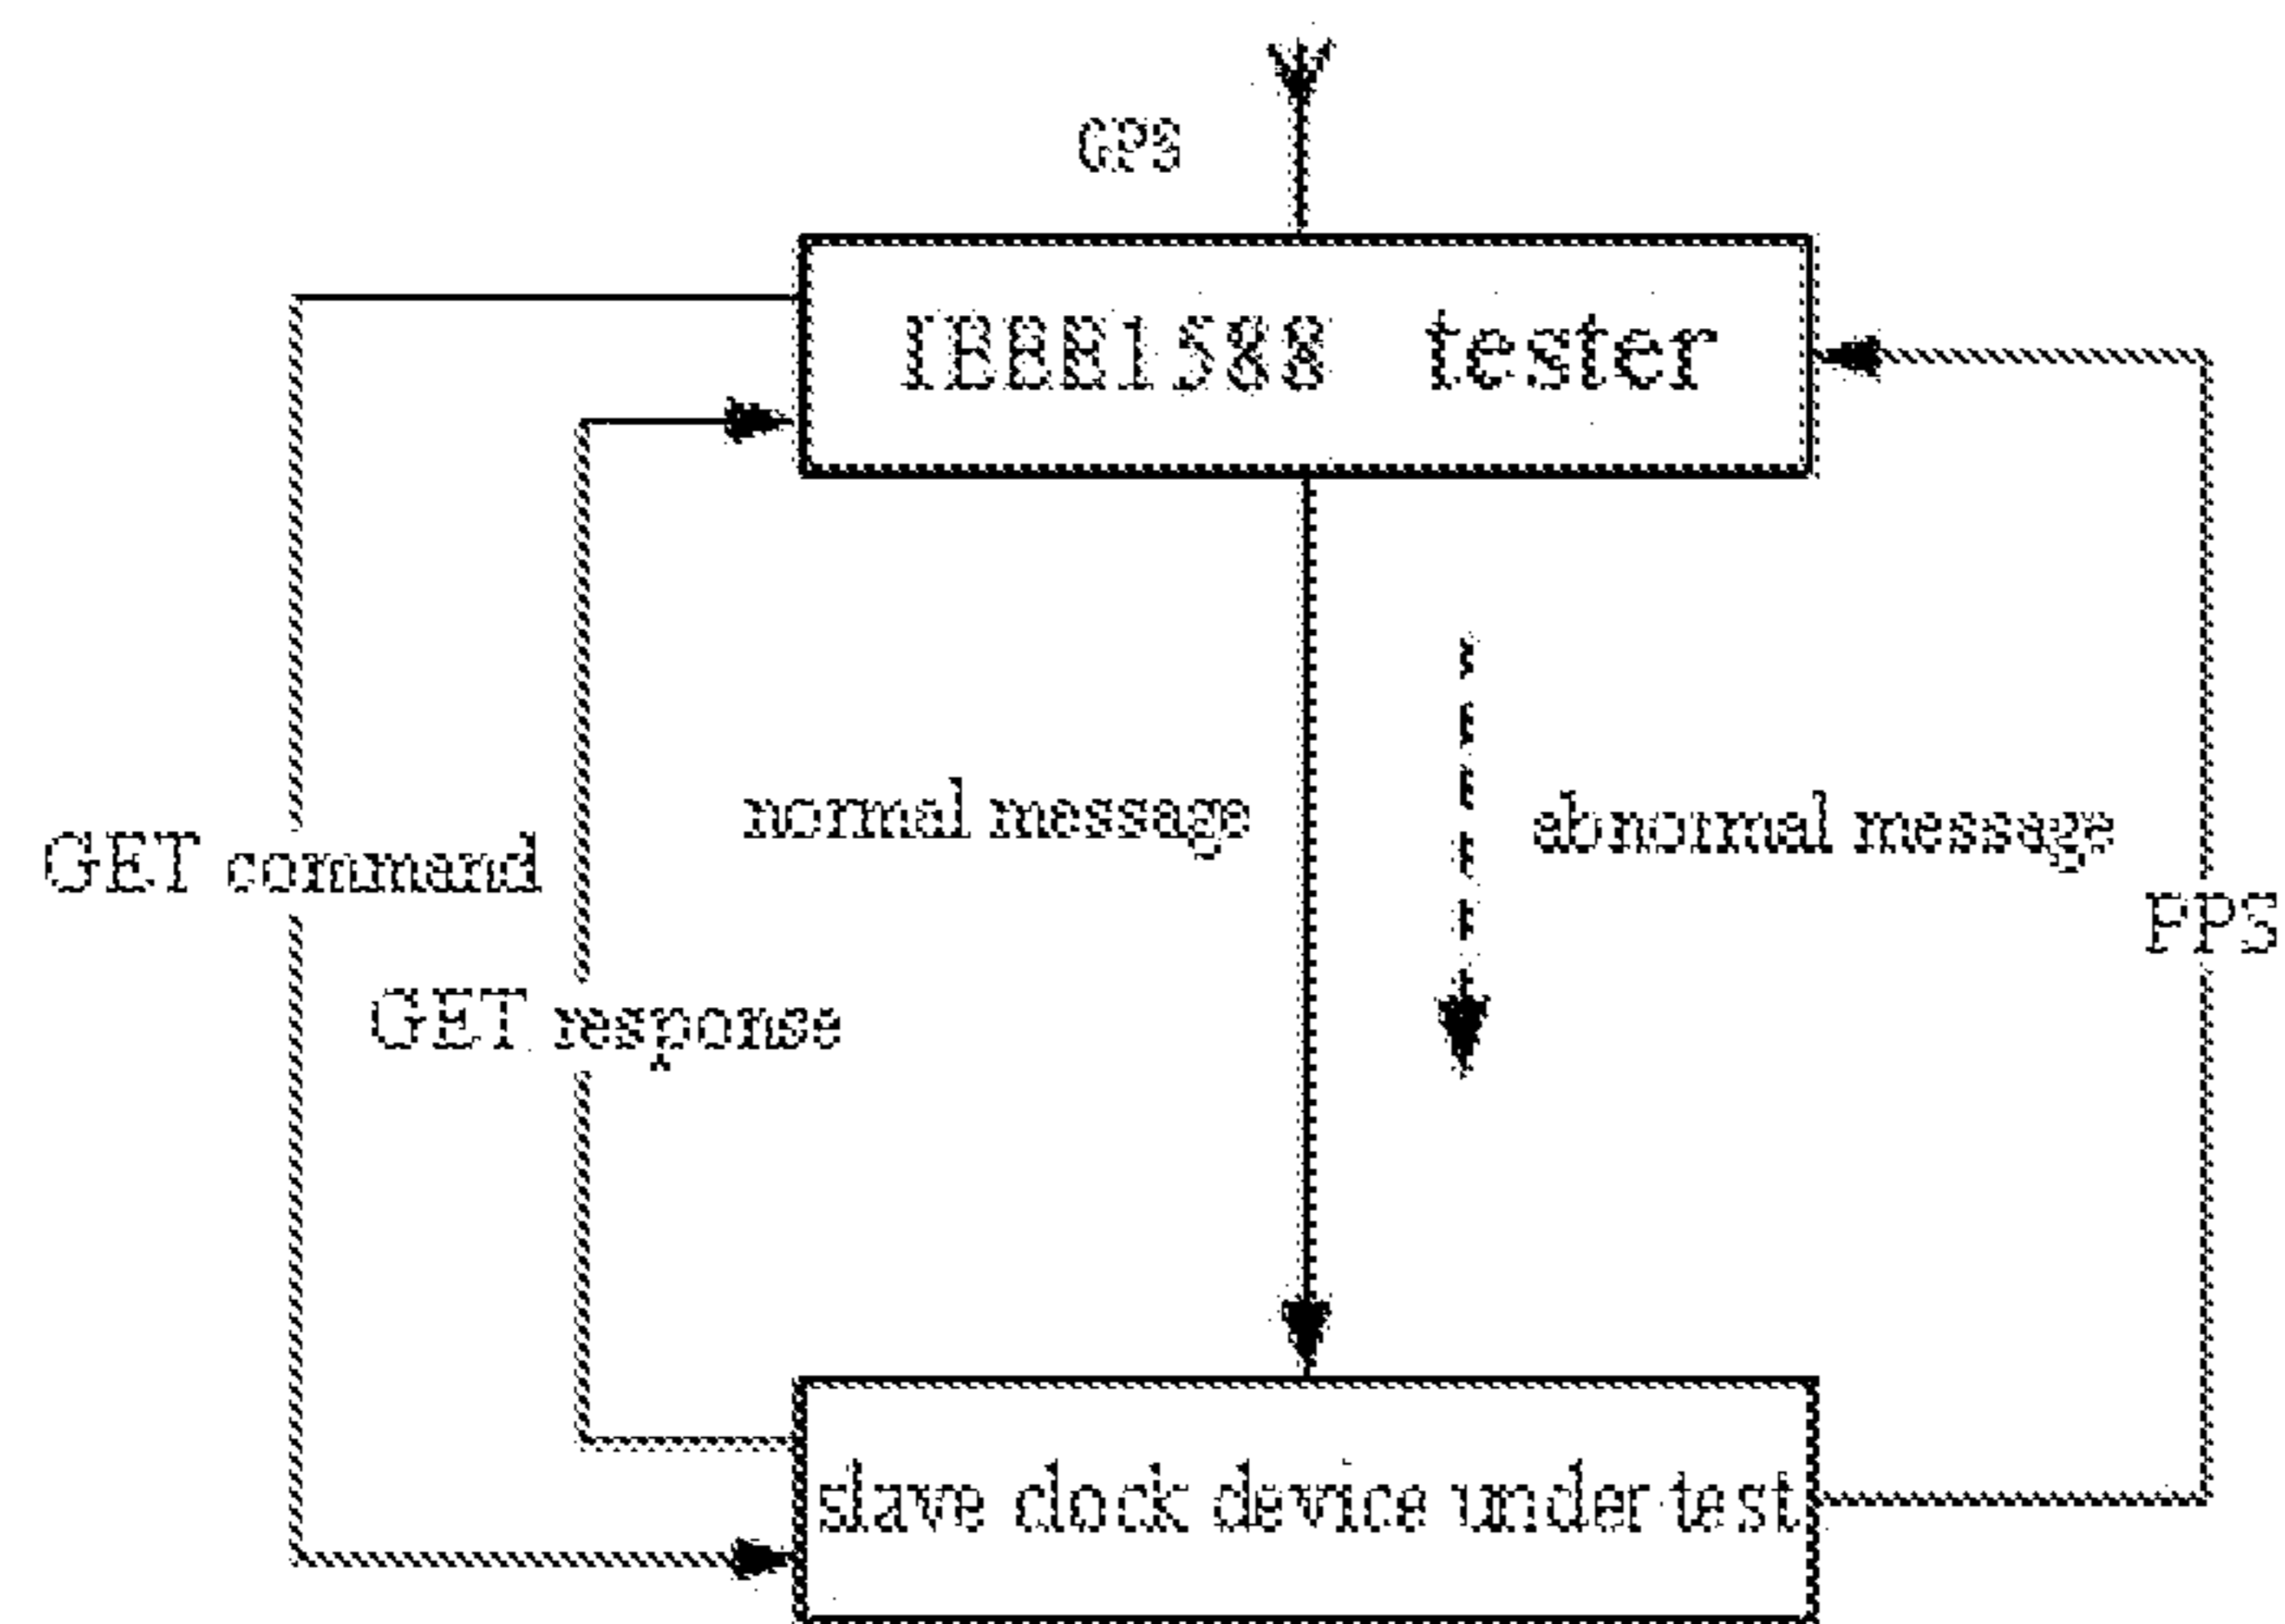 GPS
IEEE1588 tester
normal message
abnormal message
GET command
PPS
GET response
slave clock device under test